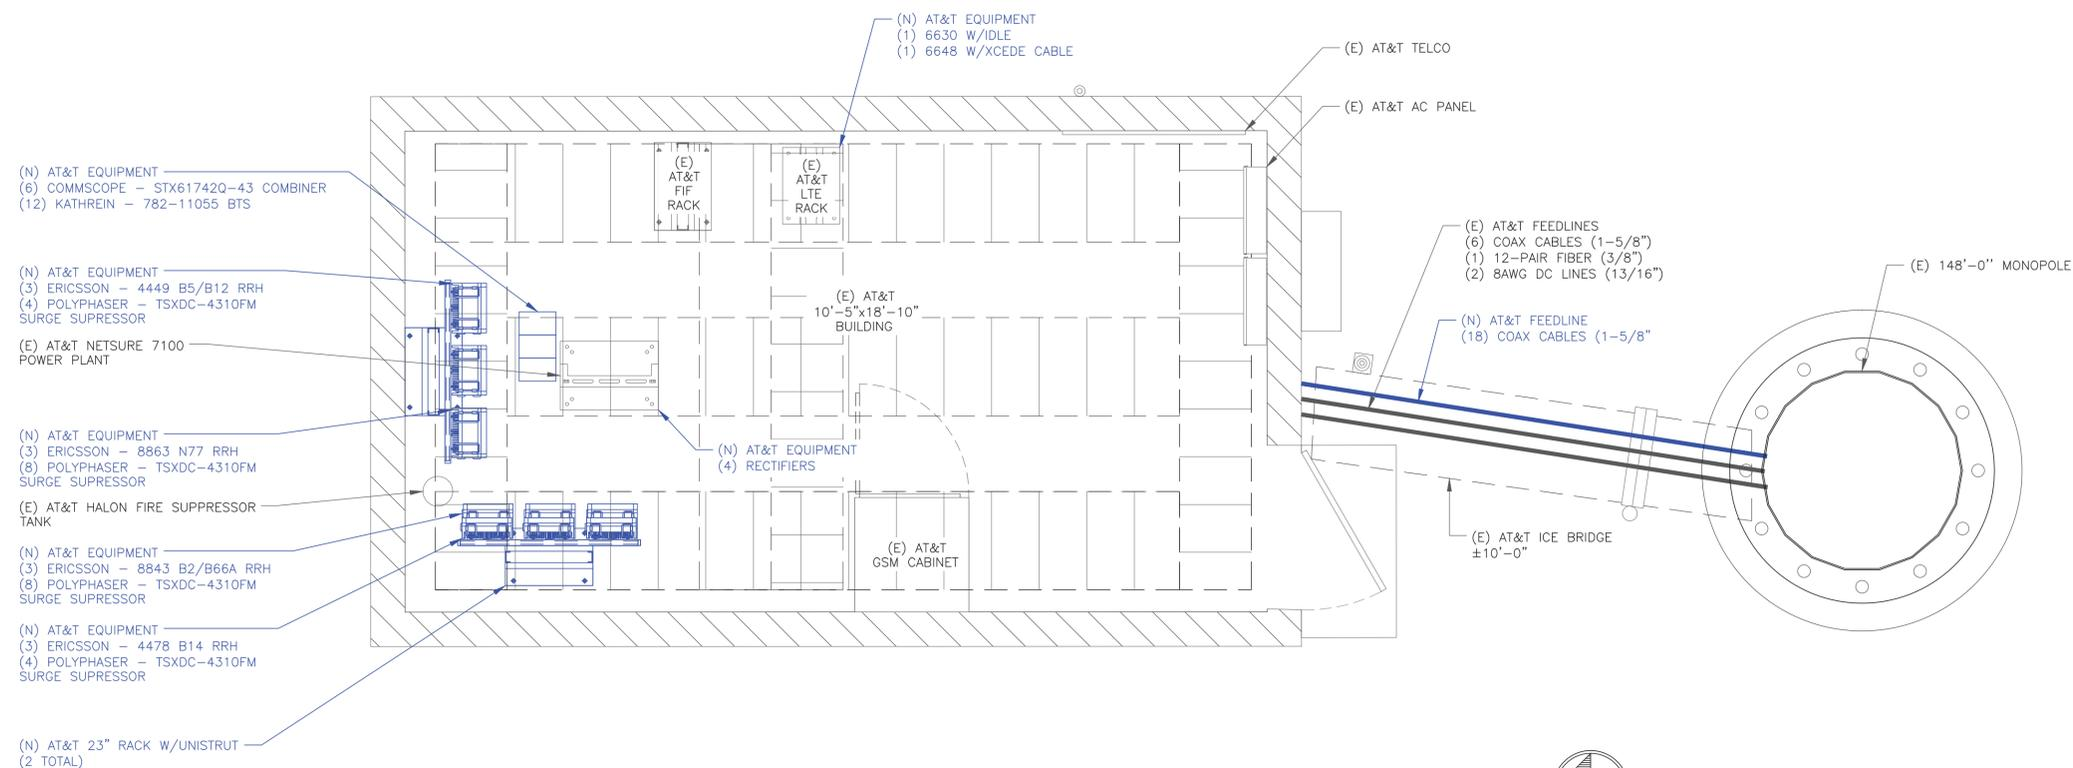 (N) AT&T EQUIPMENT
(1) 6630 W/IDLE
(1) 6648 W/XCEDE CABLE
(E) AT&T TELCO
(E) AT&T AC PANEL
(N) AT&T EQUIPMENT
(6) COMMSCOPE – STX61742Q-43 COMBINER
(12) KATHREIN – 782-11055 BTS
(E)
AT&T
FIF
RACK
(E)
AT&T
LTE
RACK
(E) AT&T FEEDLINES
(6) COAX CABLES (1-5/8")
(1) 12-PAIR FIBER (3/8")
(2) 8AWG DC LINES (13/16")
(E) 148'-0'' MONOPOLE
(N) AT&T EQUIPMENT
(3) ERICSSON – 4449 B5/B12 RRH
(4) POLYPHASER – TSXDC-4310FM
SURGE SUPRESSOR
(E) AT&T
10'-5"x18'-10"
BUILDING
(N) AT&T FEEDLINE
(18) COAX CABLES (1-5/8"
(E) AT&T NETSURE 7100
POWER PLANT
(N) AT&T EQUIPMENT
(3) ERICSSON – 8863 N77 RRH
(8) POLYPHASER – TSXDC-4310FM
SURGE SUPRESSOR
(N) AT&T EQUIPMENT
(4) RECTIFIERS
(E) AT&T HALON FIRE SUPPRESSOR
TANK
(E) AT&T ICE BRIDGE
±10'-0"
(N) AT&T EQUIPMENT
(3) ERICSSON – 8843 B2/B66A RRH
(8) POLYPHASER – TSXDC-4310FM
SURGE SUPRESSOR
(E) AT&T
GSM CABINET
(N) AT&T EQUIPMENT
(3) ERICSSON – 4478 B14 RRH
(4) POLYPHASER – TSXDC-4310FM
SURGE SUPRESSOR
(N) AT&T 23" RACK W/UNISTRUT
(2 TOTAL)